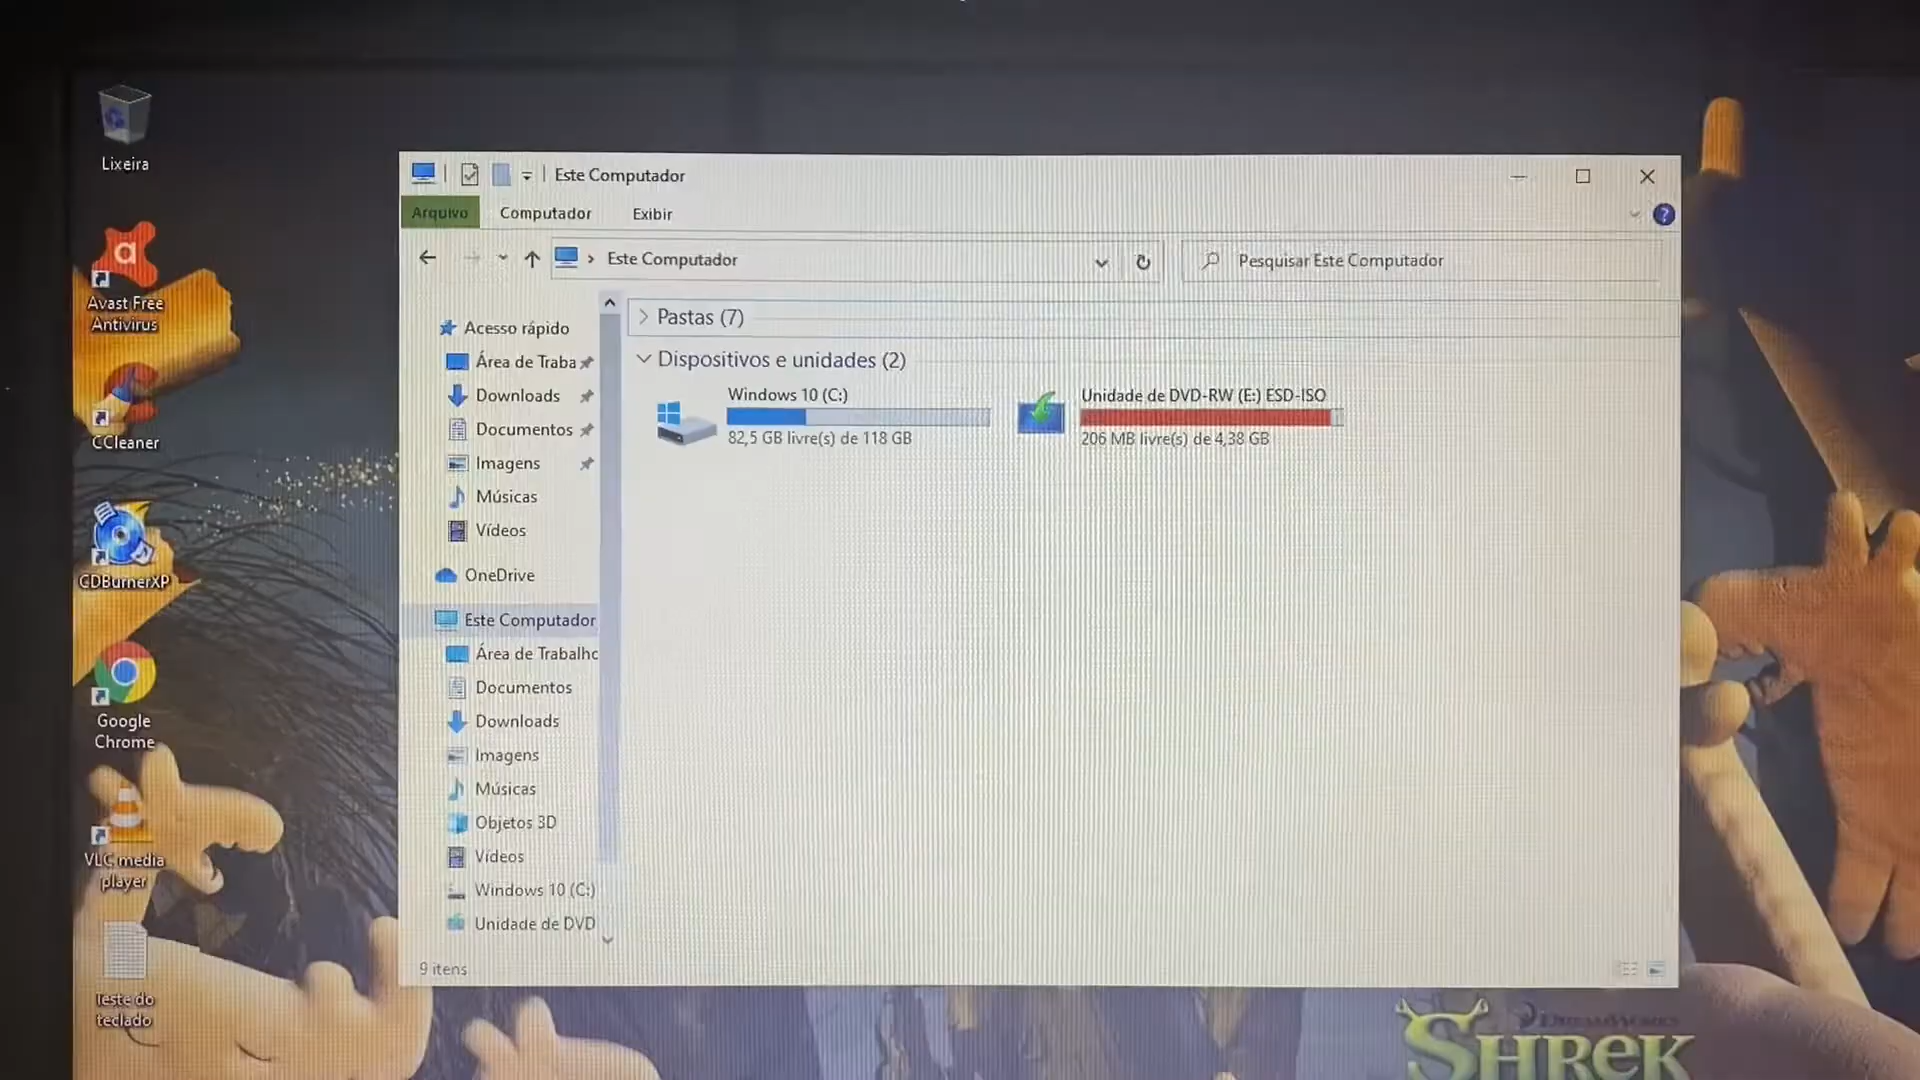 Lixeira
Avast Free
Antivirus
CCleaner
CDBurnerXP
Google
Chrome
VLC media
player
Teste do
teclado
Este Computador
Arquivo
Computador
Exibir
?
Este Computador
Pesquisar Este Computador
Acesso rápido
Área de Traba
Downloads
Documentos
Imagens
Músicas
Vídeos
OneDrive
Este Computador
Área de Trabalho
Documentos
Downloads
Imagens
Músicas
Objetos 3D
Vídeos
Windows 10 (C:)
Unidade de DVD
Pastas (7)
Dispositivos e unidades (2)
Windows 10 (C:)
82,5 GB livre(s) de 118 GB
Unidade de DVD-RW (E:) ESD-ISO
206 MB livre(s) de 4,38 GB
9 itens
DreamWorks
SHREK